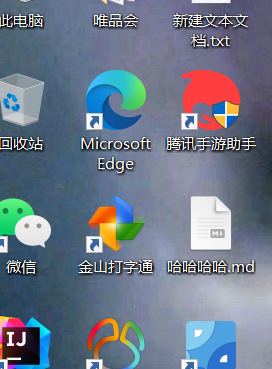 此电脑
唯品会
新建文本文
档.txt
回收站
Microsoft
Edge
腾讯手游助手
微信
金山打字通
M↓
哈哈哈哈.md
IJ